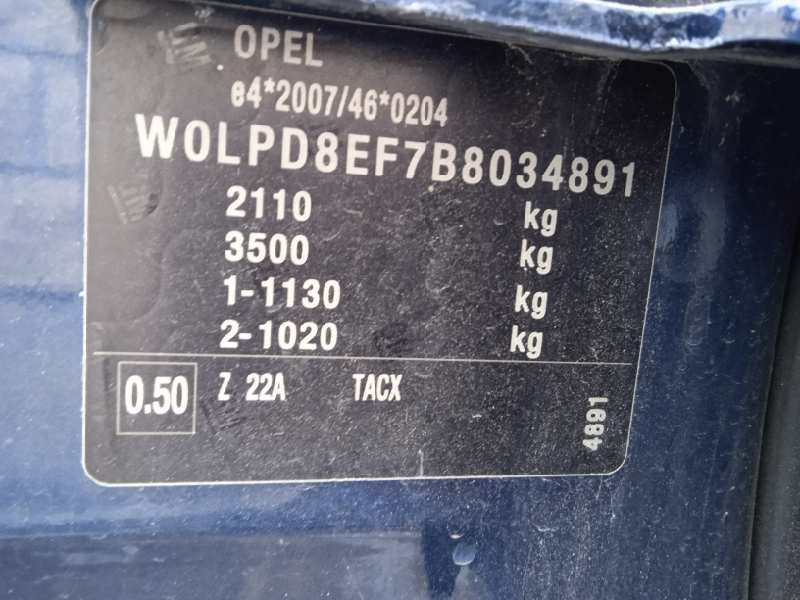 OPEL
e4*2007/46*0204
W0LPD8EF7B8034891
2110 kg
3500 kg
1-1130 kg
2-1020 kg
0.50 Z 22A TACX
4891